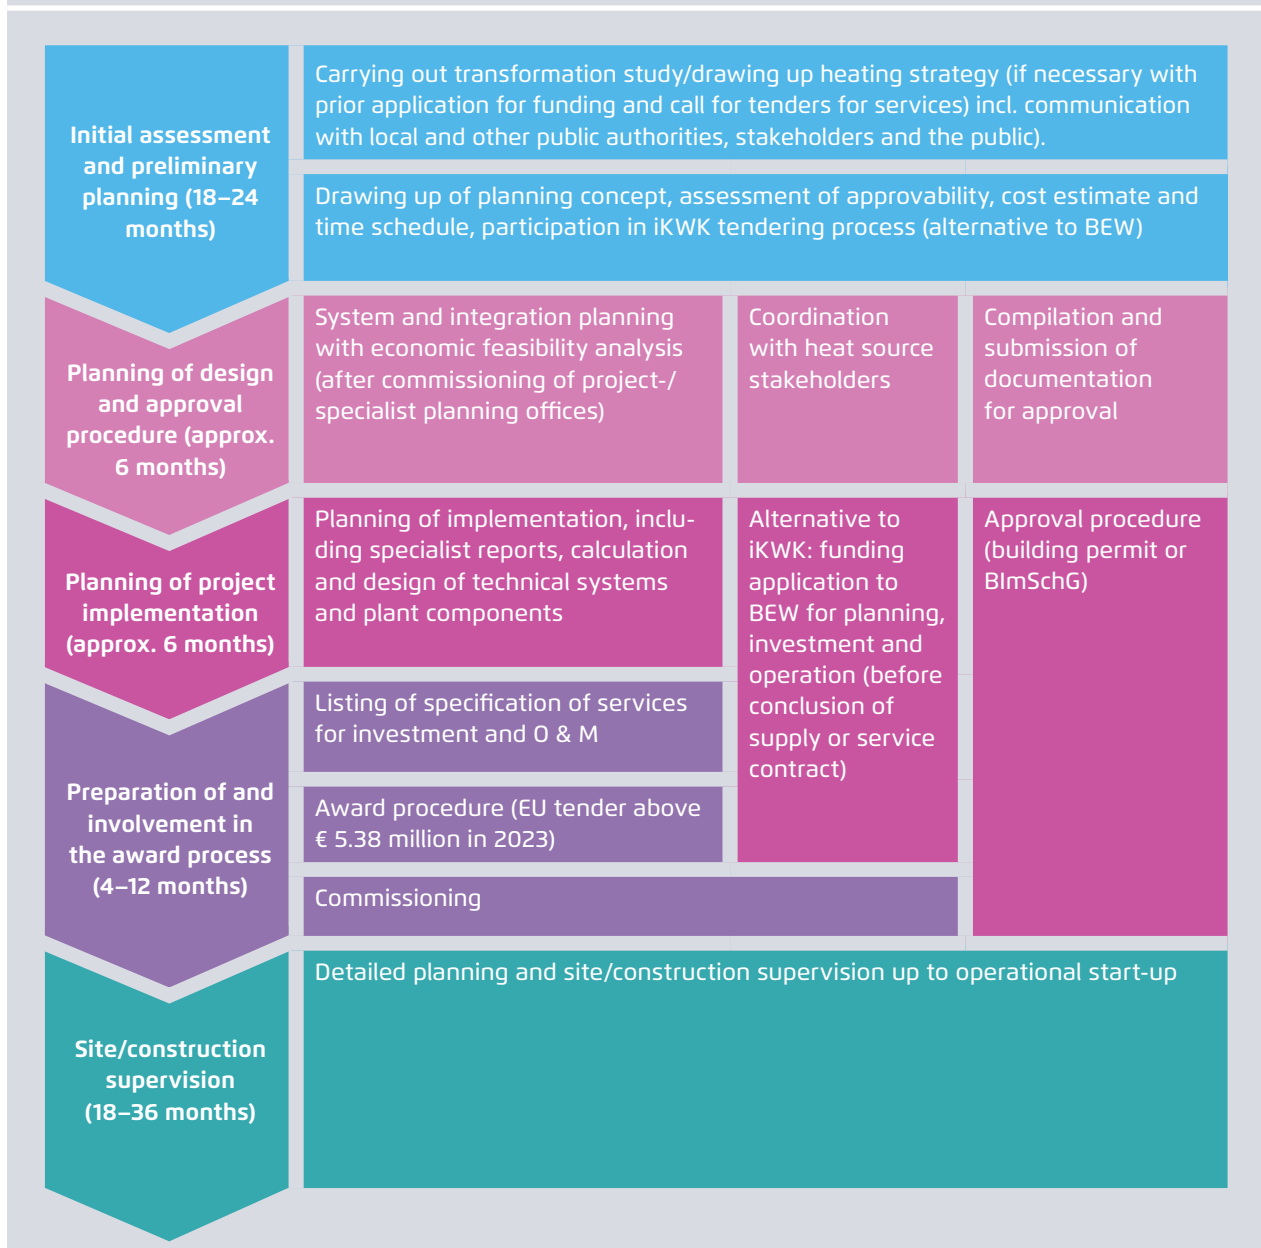 Initial assessment
and preliminary
planning (18–24
months)
Carrying out transformation study/drawing up heating strategy (if necessary with
prior application for funding and call for tenders for services) incl. communication
with local and other public authorities, stakeholders and the public).
Drawing up of planning concept, assessment of approvability, cost estimate and
time schedule, participation in iKWK tendering process (alternative to BEW)
Planning of design
and approval
procedure (approx.
6 months)
System and integration planning
with economic feasibility analysis
(after commissioning of project-/
specialist planning offices)
Coordination
with heat source
stakeholders
Compilation and
submission of
documentation
for approval
Planning of project
implementation
(approx. 6 months)
Planning of implementation, inclu-
ding specialist reports, calculation
and design of technical systems
and plant components
Alternative to
iKWK: funding
application to
BEW for planning,
investment and
operation (before
conclusion of
supply or service
contract)
Approval procedure
(building permit or
BImSchG)
Preparation of and
involvement in
the award process
(4–12 months)
Listing of specification of services
for investment and O & M
Award procedure (EU tender above
€ 5.38 million in 2023)
Commissioning
Site/construction
supervision
(18–36 months)
Detailed planning and site/construction supervision up to operational start-up